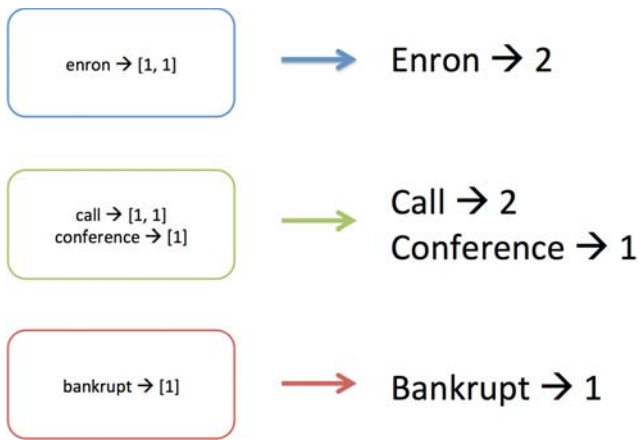 enron → [1, 1]
Enron → 2
call → [1, 1]
conference → [1]
Call → 2
Conference → 1
bankrupt → [1]
Bankrupt → 1